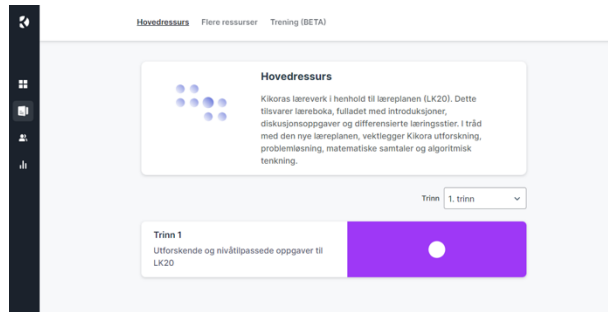 Hovedressurs Flere ressurser Trening (BETA)
Hovedressurs
Kikoras læreverk i henhold til læreplanen (LK20). Dette
tilsvarer læreboka, fulladet med introduksjoner,
diskusjonsoppgaver og differensierte læringsstier. I tråd
med den nye læreplanen, vektlegger Kikora utforskning,
problemløsning, matematiske samtaler og algoritmisk
tenkning.
Trinn 1. trinn
Trinn 1
Utforskende og nivåtilpassede oppgaver til
LK20